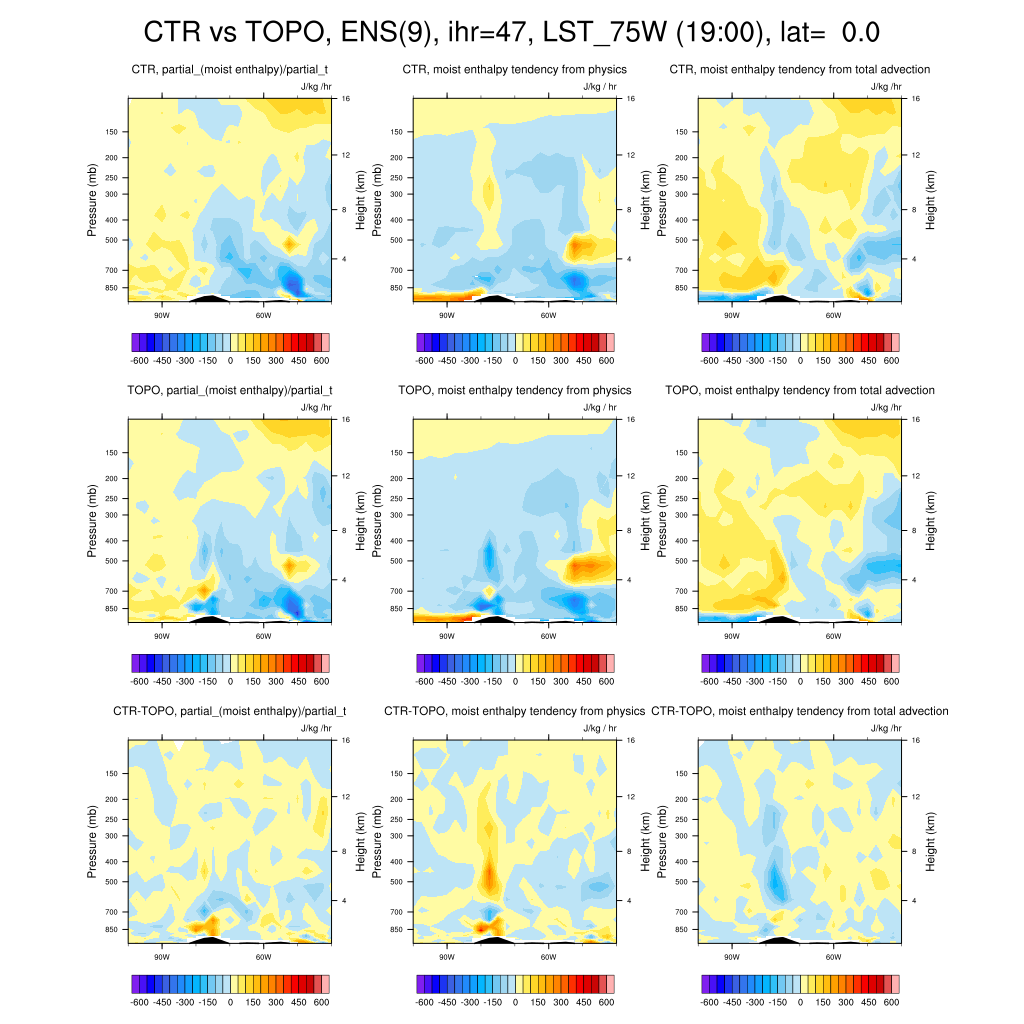 CTR vs TOPO, ENS(9), ihr=47, LST_75W (19:00), lat=  0.0
CTR, partial_(moist enthalpy)/partial_t
J/kg /hr
CTR, moist enthalpy tendency from physics
J/kg / hr
CTR, moist enthalpy tendency from total advection
J/kg /hr
Pressure (mb)
150
200
250
300
400
500
700
850
16
12
8
4
Height (km)
90W
60W
Pressure (mb)
150
200
250
300
400
500
700
850
16
12
8
4
Height (km)
90W
60W
Pressure (mb)
150
200
250
300
400
500
700
850
16
12
8
4
Height (km)
90W
60W
-600 -450 -300 -150 0 150 300 450 600
-600 -450 -300 -150 0 150 300 450 600
-600 -450 -300 -150 0 150 300 450 600
TOPO, partial_(moist enthalpy)/partial_t
J/kg /hr
TOPO, moist enthalpy tendency from physics
J/kg / hr
TOPO, moist enthalpy tendency from total advection
J/kg /hr
Pressure (mb)
150
200
250
300
400
500
700
850
16
12
8
4
Height (km)
90W
60W
Pressure (mb)
150
200
250
300
400
500
700
850
16
12
8
4
Height (km)
90W
60W
Pressure (mb)
150
200
250
300
400
500
700
850
16
12
8
4
Height (km)
90W
60W
-600 -450 -300 -150 0 150 300 450 600
-600 -450 -300 -150 0 150 300 450 600
-600 -450 -300 -150 0 150 300 450 600
CTR-TOPO, partial_(moist enthalpy)/partial_t
J/kg /hr
CTR-TOPO, moist enthalpy tendency from physics
J/kg / hr
CTR-TOPO, moist enthalpy tendency from total advection
J/kg /hr
Pressure (mb)
150
200
250
300
400
500
700
850
16
12
8
4
Height (km)
90W
60W
Pressure (mb)
150
200
250
300
400
500
700
850
16
12
8
4
Height (km)
90W
60W
Pressure (mb)
150
200
250
300
400
500
700
850
16
12
8
4
Height (km)
90W
60W
-600 -450 -300 -150 0 150 300 450 600
-600 -450 -300 -150 0 150 300 450 600
-600 -450 -300 -150 0 150 300 450 600